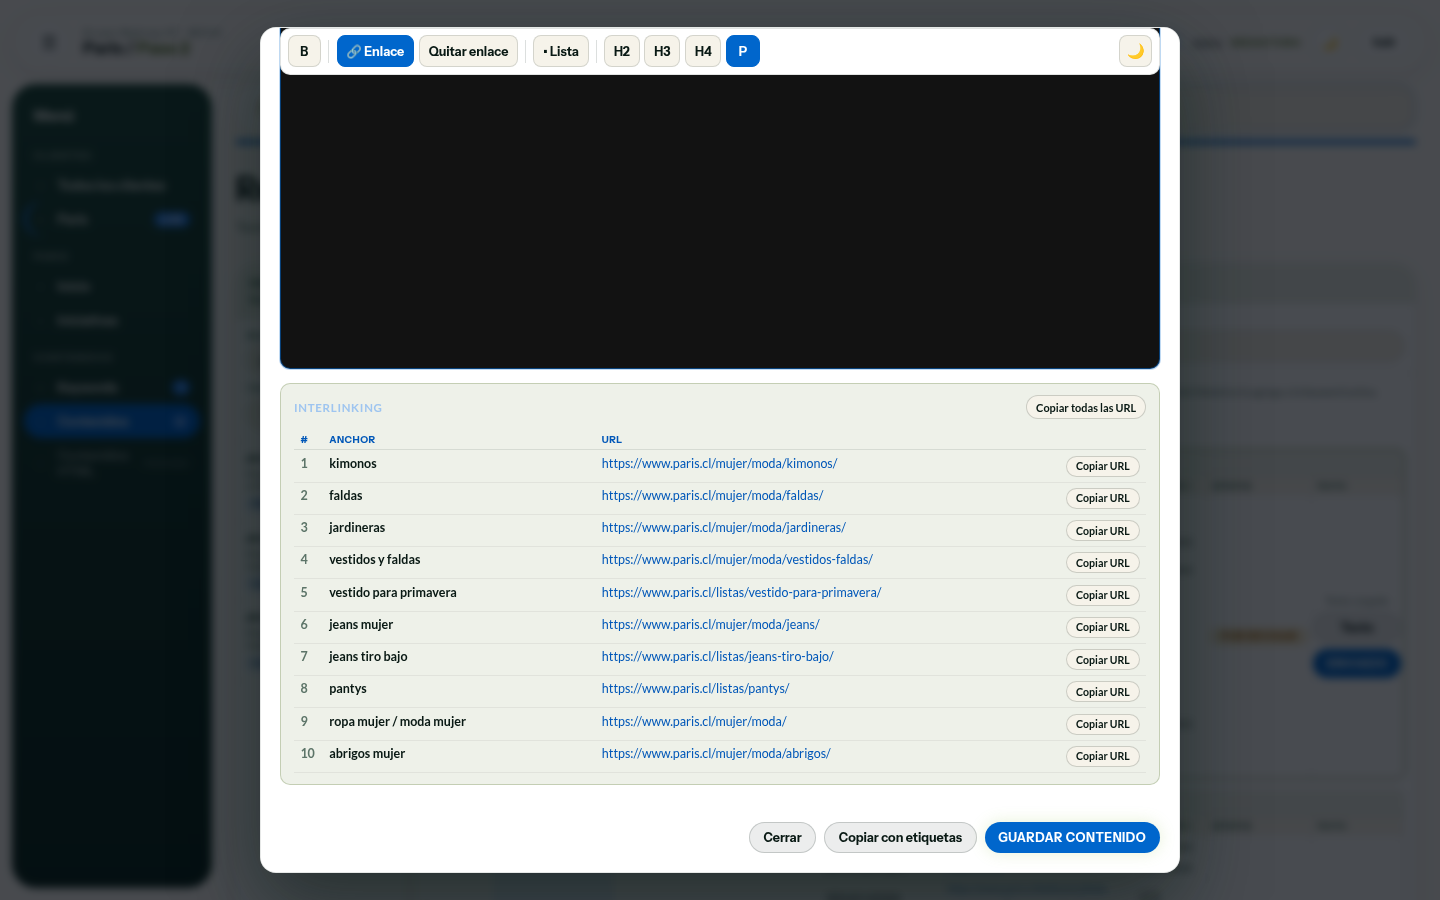 B 🔗 Enlace Quitar enlace • Lista H2 H3 H4 P 🌙
INTERLINKING Copiar todas las URL
# ANCHOR URL
1 kimonos https://www.paris.cl/mujer/moda/kimonos/ Copiar URL
2 faldas https://www.paris.cl/mujer/moda/faldas/ Copiar URL
3 jardineras https://www.paris.cl/mujer/moda/jardineras/ Copiar URL
4 vestidos y faldas https://www.paris.cl/mujer/moda/vestidos-faldas/ Copiar URL
5 vestido para primavera https://www.paris.cl/listas/vestido-para-primavera/ Copiar URL
6 jeans mujer https://www.paris.cl/mujer/moda/jeans/ Copiar URL
7 jeans tiro bajo https://www.paris.cl/listas/jeans-tiro-bajo/ Copiar URL
8 pantys https://www.paris.cl/listas/pantys/ Copiar URL
9 ropa mujer / moda mujer https://www.paris.cl/mujer/moda/ Copiar URL
10 abrigos mujer https://www.paris.cl/mujer/moda/abrigos/ Copiar URL
Cerrar Copiar con etiquetas GUARDAR CONTENIDO